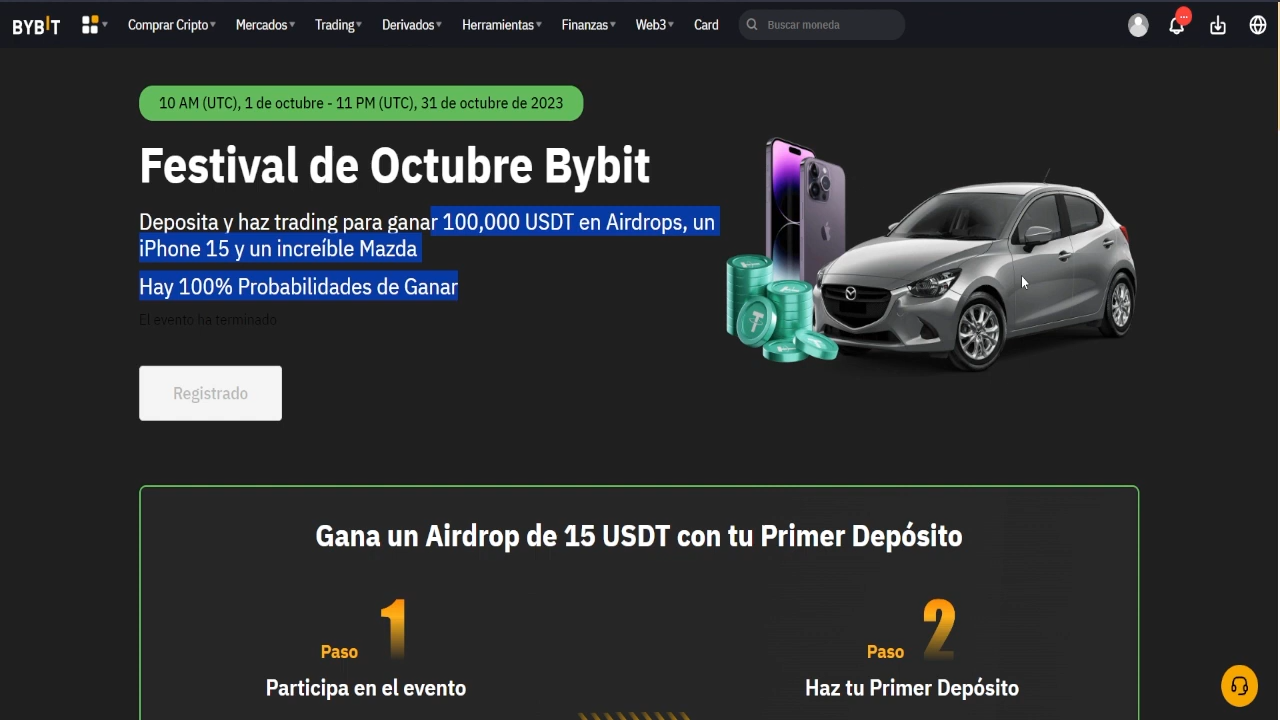 BYBIT
Comprar Cripto
Mercados
Trading
Derivados
Herramientas
Finanzas
Web3
Card
Buscar moneda
10 AM (UTC), 1 de octubre - 11 PM (UTC), 31 de octubre de 2023
Festival de Octubre Bybit
Deposita y haz trading para ganar 100,000 USDT en Airdrops, un
iPhone 15 y un increíble Mazda
Hay 100% Probabilidades de Ganar
El evento ha terminado
Registrado
Gana un Airdrop de 15 USDT con tu Primer Depósito
Paso 1
Participa en el evento
Paso 2
Haz tu Primer Depósito